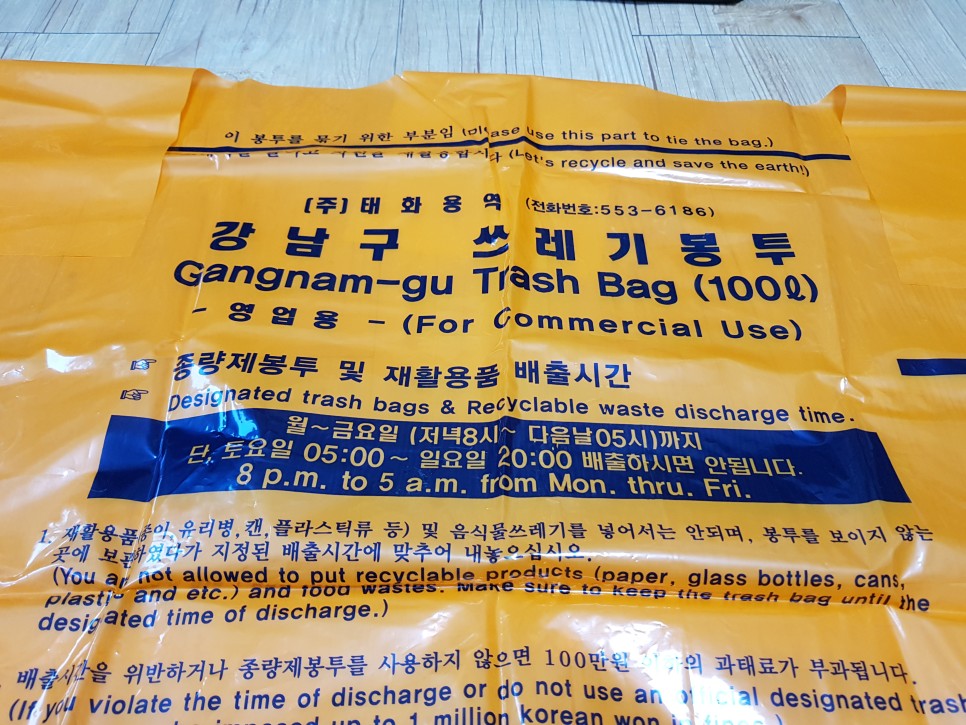 이 봉투를 묶기 위한 부분임 (Please use this part to tie the bag.)
(Let's recycle and save the earth!)
(주) 태화용역 (전화번호:553-6186)
강남구 쓰레기봉투
Gangnam-gu Trash Bag (100ℓ)
- 영업용 - (For Commercial Use)
☞ 종량제봉투 및 재활용품 배출시간
☞ Designated trash bags & Recyclable waste discharge time.
월~금요일 (저녁8시~ 다음날05시)까지
단, 토요일 05:00~ 일요일 20:00 배출하시면 안됩니다.
8 p.m. to 5 a.m. from Mon. thru. Fri.
1. 재활용품(종이,유리병,캔,플라스틱류 등) 및 음식물쓰레기를 넣어서는 안되며, 봉투를 보이지 않는
곳에 보관하였다가 지정된 배출시간에 맞추어 내놓으십시오.
(You are not allowed to put recyclable products (paper, glass bottles, cans,
plastic and etc.) and food wastes. Make sure to keep the trash bag until the
designated time of discharge.)
배출시간을 위반하거나 종량제봉투를 사용하지 않으면 100만원 이하의 과태료가 부과됩니다.
(If you violate the time of discharge or do not use an official designated trash
imposed up to 1 million korean won in fines.)